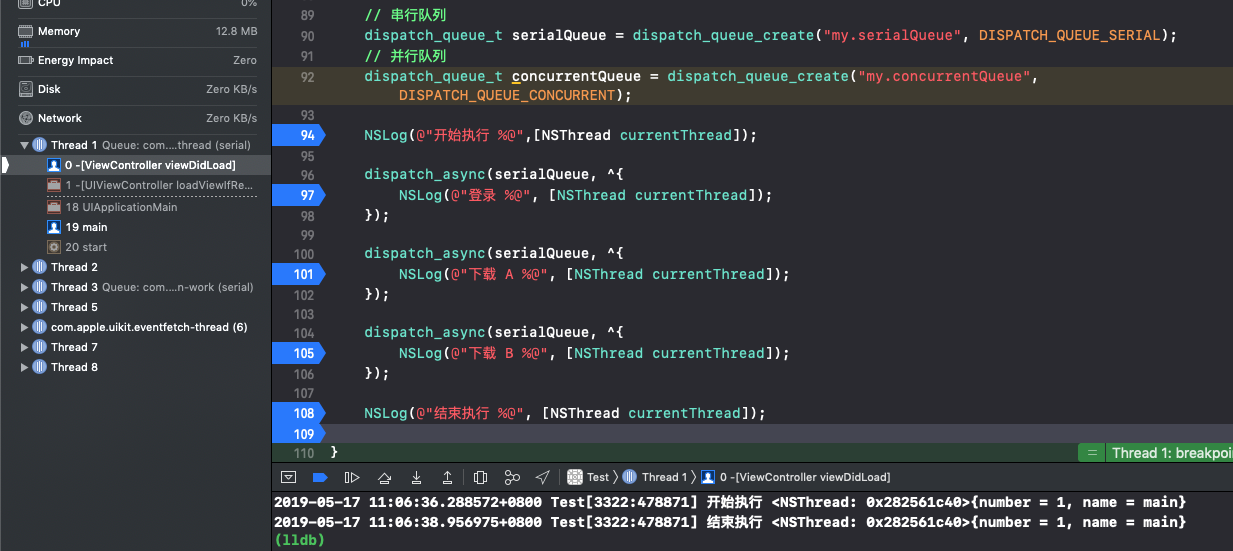 CPU 0%
Memory 12.8 MB
Energy Impact Zero
Disk Zero KB/s
Network Zero KB/s
Thread 1 Queue: com....thread (serial)
0 -[ViewController viewDidLoad]
1 -[UIViewController loadViewIfRe...
18 UIApplicationMain
19 main
20 start
Thread 2
Thread 3 Queue: com....n-work (serial)
Thread 5
com.apple.uikit.eventfetch-thread (6)
Thread 7
Thread 8
89 // 串行队列
90 dispatch_queue_t serialQueue = dispatch_queue_create("my.serialQueue", DISPATCH_QUEUE_SERIAL);
91 // 并行队列
92 dispatch_queue_t concurrentQueue = dispatch_queue_create("my.concurrentQueue",
DISPATCH_QUEUE_CONCURRENT);
93
94 NSLog(@"开始执行 %@",[NSThread currentThread]);
95
96 dispatch_async(serialQueue, ^{
97 NSLog(@"登录 %@", [NSThread currentThread]);
98 });
99
100 dispatch_async(serialQueue, ^{
101 NSLog(@"下载 A %@", [NSThread currentThread]);
102 });
103
104 dispatch_async(serialQueue, ^{
105 NSLog(@"下载 B %@", [NSThread currentThread]);
106 });
107
108 NSLog(@"结束执行 %@", [NSThread currentThread]);
109
110 } = Thread 1: breakpoin
Test 〉 Thread 1 〉 0 -[ViewController viewDidLoad]
2019-05-17 11:06:36.288572+0800 Test[3322:478871] 开始执行 <NSThread: 0x282561c40>{number = 1, name = main}
2019-05-17 11:06:38.956975+0800 Test[3322:478871] 结束执行 <NSThread: 0x282561c40>{number = 1, name = main}
(lldb)